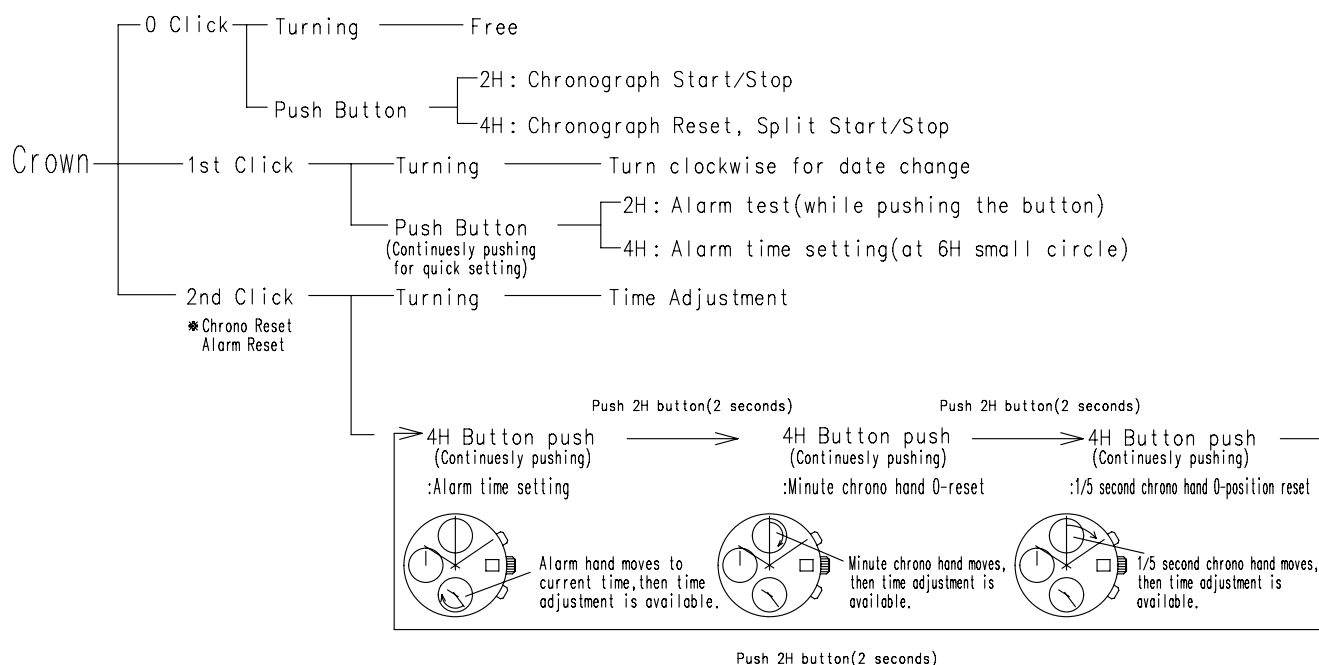 0 Click Turning Free
2H: Chronograph Start/Stop
Push Button
4H: Chronograph Reset, Split Start/Stop
Crown 1st Click Turning Turn clockwise for date change
2H: Alarm test(while pushing the button)
Push Button
(Continuesly pushing
for quick setting)
4H: Alarm time setting(at 6H small circle)
2nd Click Turning Time Adjustment
※Chrono Reset
Alarm Reset
Push 2H button(2 seconds) Push 2H button(2 seconds)
4H Button push 4H Button push 4H Button push
(Continuesly pushing) (Continuesly pushing) (Continuesly pushing)
:Alarm time setting :Minute chrono hand 0-reset :1/5 second chrono hand 0-position reset
Alarm hand moves to
current time,then time
adjustment is available.
Minute chrono hand moves,
then time adjustment is
available.
1/5 second chrono hand moves,
then time adjustment is
available.
Push 2H button(2 seconds)